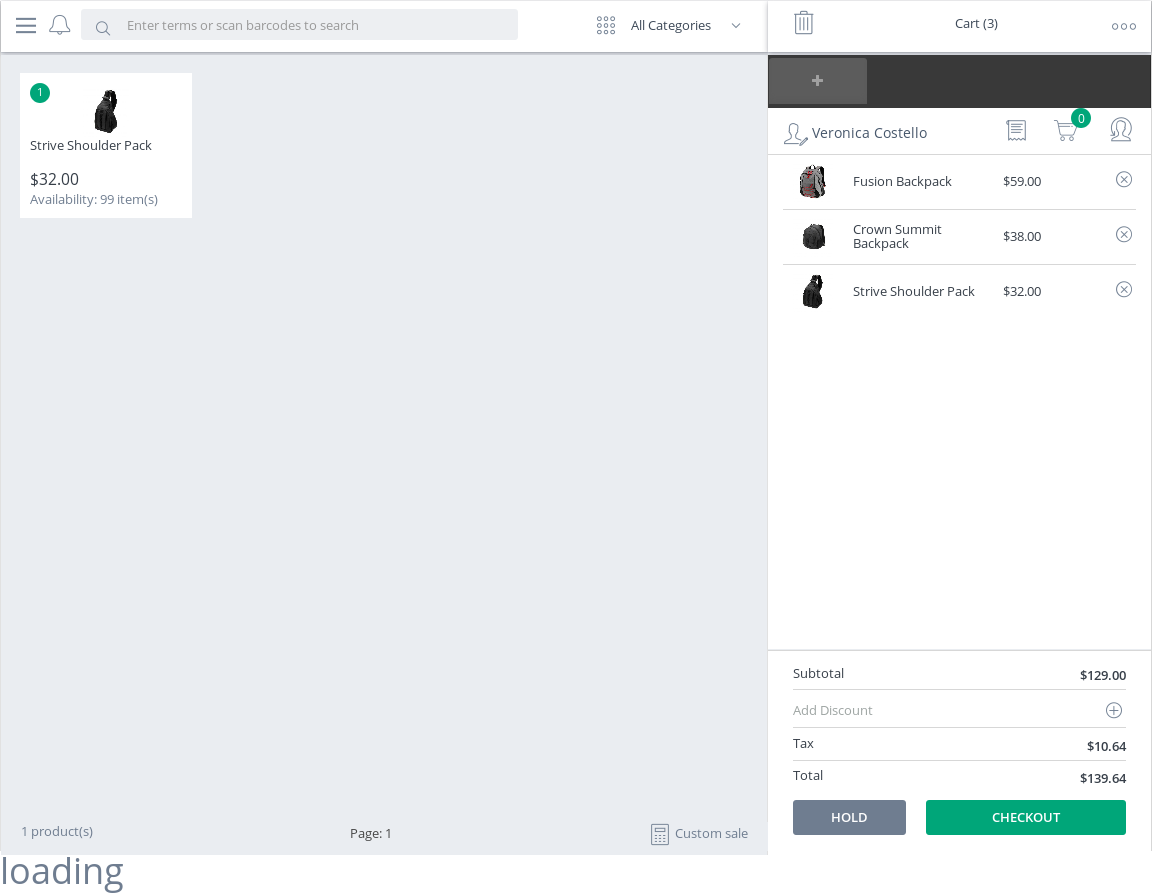 Enter terms or scan barcodes to search
All Categories
Cart (3)
1
Strive Shoulder Pack
$32.00
Availability: 99 item(s)
+
Veronica Costello
0
Fusion Backpack $59.00
Crown Summit
Backpack
$38.00
Strive Shoulder Pack $32.00
Subtotal $129.00
Add Discount
Tax $10.64
Total $139.64
HOLD
CHECKOUT
1 product(s)
Page: 1
Custom sale
loading